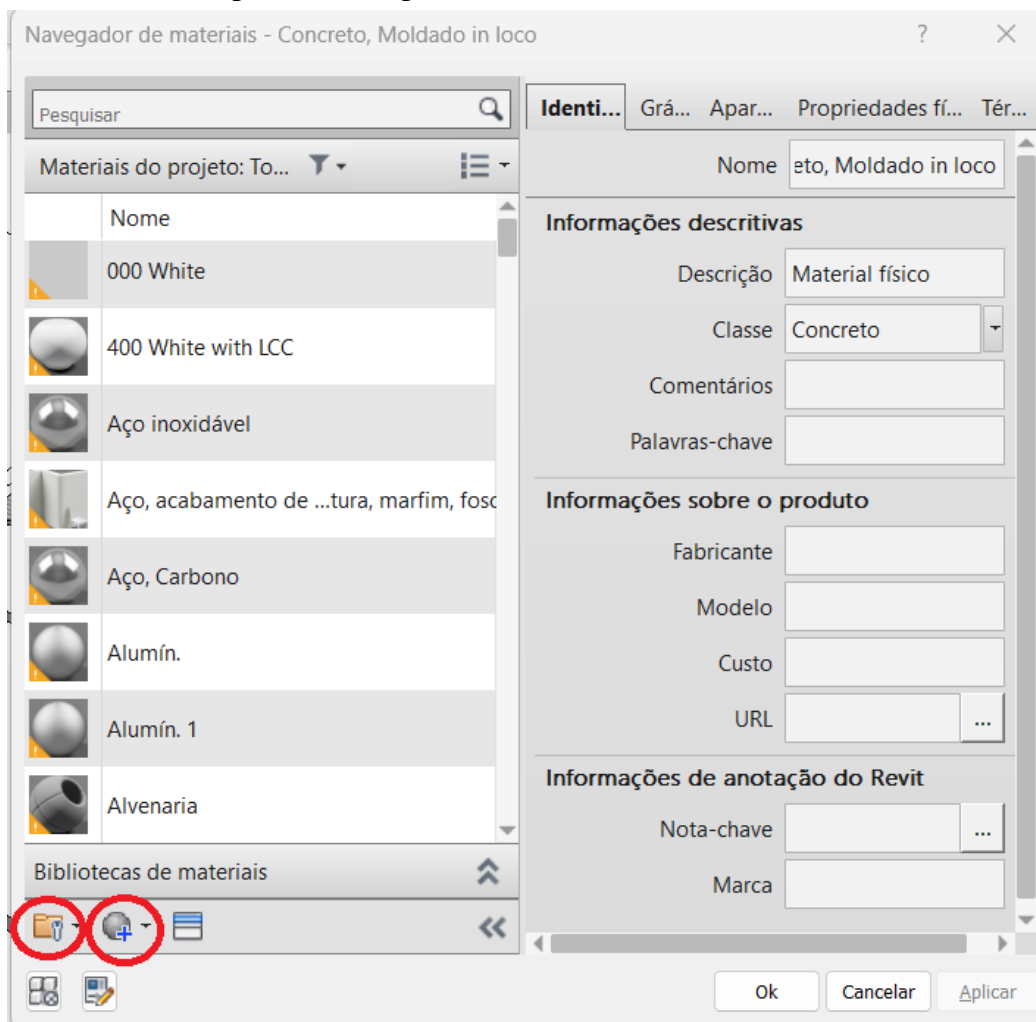 Navegador de materiais - Concreto, Moldado in loco
Pesquisar
Materiais do projeto: To...
Nome
000 White
400 White with LCC
Aço inoxidável
Aço, acabamento de ...tura, marfim, fosc
Aço, Carbono
Alumín.
Alumín. 1
Alvenaria
Bibliotecas de materiais
Identi... Grá... Apar... Propriedades fí... Tér...
Nome eto, Moldado in loco
Informações descritivas
Descrição Material físico
Classe Concreto
Comentários
Palavras-chave
Informações sobre o produto
Fabricante
Modelo
Custo
URL ...
Informações de anotação do Revit
Nota-chave ...
Marca
Ok Cancelar Aplicar